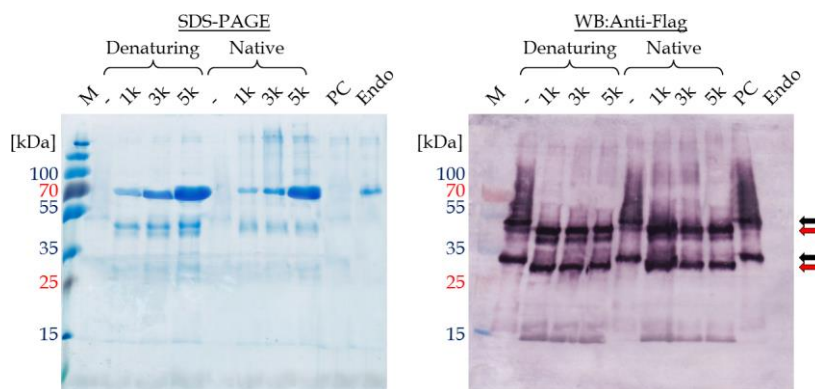 SDS-PAGE
Denaturing Native
M - 1k 3k 5k - 1k 3k 5k PC Endo
[kDa]
100
70
55
35
25
15
WB:Anti-Flag
Denaturing Native
M - 1k 3k 5k - 1k 3k 5k PC Endo
[kDa]
100
70
55
35
25
15